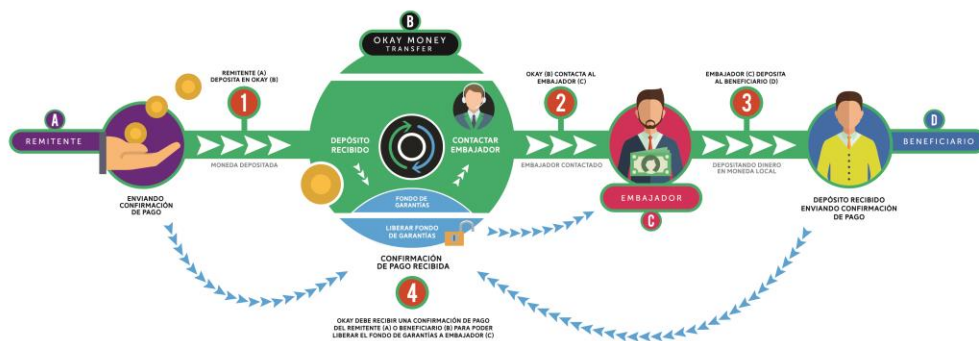 A
REMITENTE
ENVIANDO
CONFIRMACIÓN
DE PAGO
REMITENTE (A)
DEPOSITA EN OKAY (B)
1
MONEDA DEPOSITADA
B
OKAY MONEY
TRANSFER
DEPÓSITO
RECIBIDO
CONTACTAR
EMBAJADOR
FONDO DE
GARANTÍAS
LIBERAR FONDO
DE GARANTÍAS
CONFIRMACIÓN
DE PAGO RECIBIDA
4
OKAY DEBE RECIBIR UNA CONFIRMACIÓN DE PAGO
DEL REMITENTE (A) O BENEFICIARIO (B) PARA PODER
LIBERAR EL FONDO DE GARANTÍAS A EMBAJADOR (C)
OKAY (B) CONTACTA AL
EMBAJADOR (C)
2
EMBAJADOR CONTACTADO
EMBAJADOR
C
EMBAJADOR (C) DEPOSITA
AL BENEFICIARIO (D)
3
DEPOSITANDO DINERO
EN MONEDA LOCAL
D
BENEFICIARIO
DEPÓSITO RECIBIDO
ENVIANDO CONFIRMACIÓN
DE PAGO